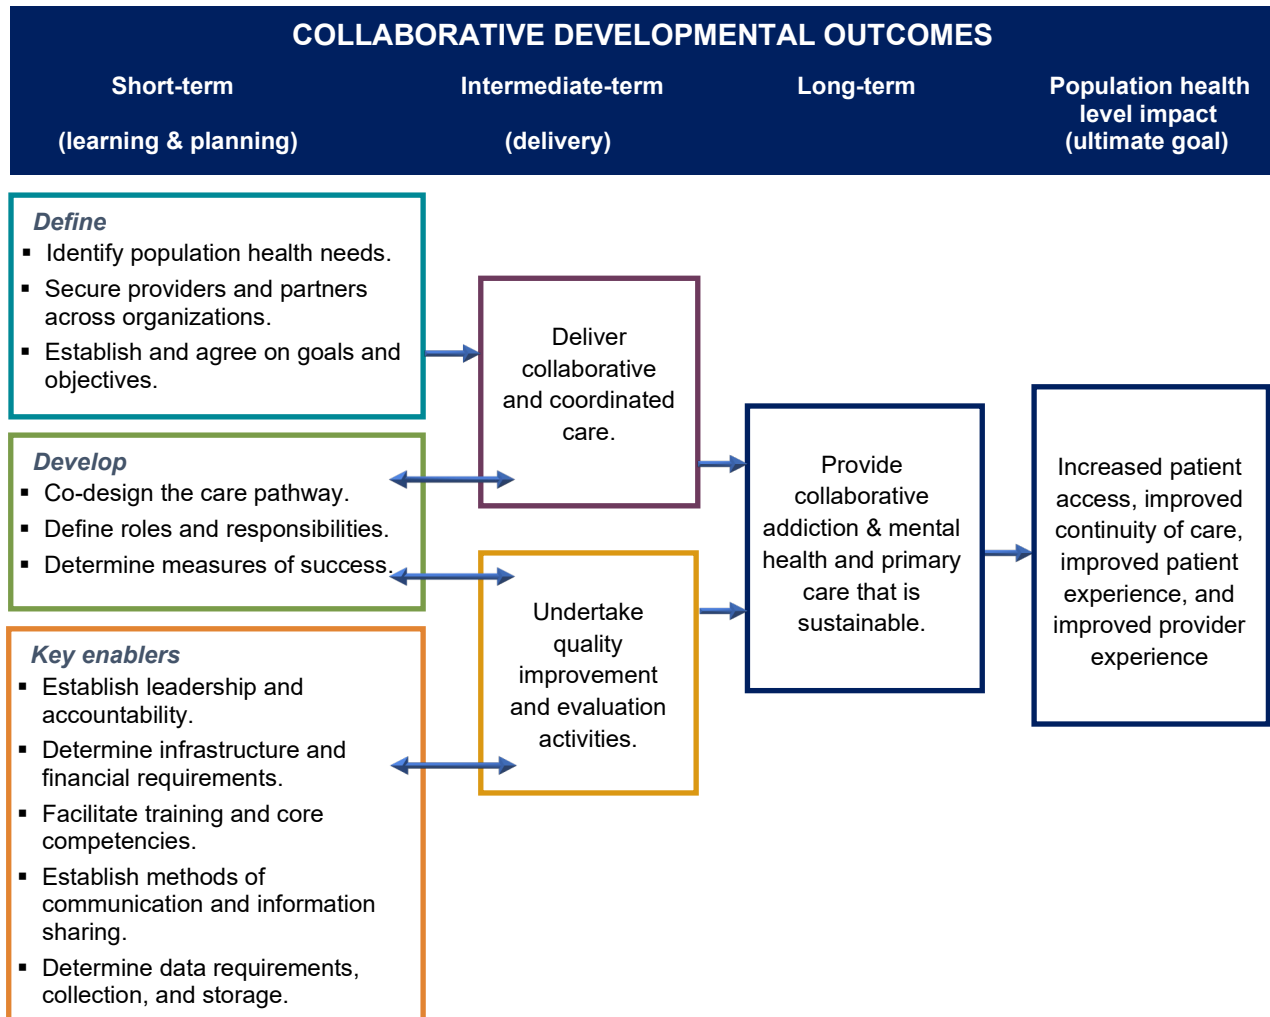 COLLABORATIVE DEVELOPMENTAL OUTCOMES
Short-term
(learning & planning)
Intermediate-term
(delivery)
Long-term
Population health
level impact
(ultimate goal)
Define
▪ Identify population health needs.
▪ Secure providers and partners
across organizations.
▪ Establish and agree on goals and
objectives.
Develop
▪ Co-design the care pathway.
▪ Define roles and responsibilities.
▪ Determine measures of success.
Key enablers
▪ Establish leadership and
accountability.
▪ Determine infrastructure and
financial requirements.
▪ Facilitate training and core
competencies.
▪ Establish methods of
communication and information
sharing.
▪ Determine data requirements,
collection, and storage.
Deliver
collaborative
and coordinated
care.
Undertake
quality
improvement
and evaluation
activities.
Provide
collaborative
addiction & mental
health and primary
care that is
sustainable.
Increased patient
access, improved
continuity of care,
improved patient
experience, and
improved provider
experience